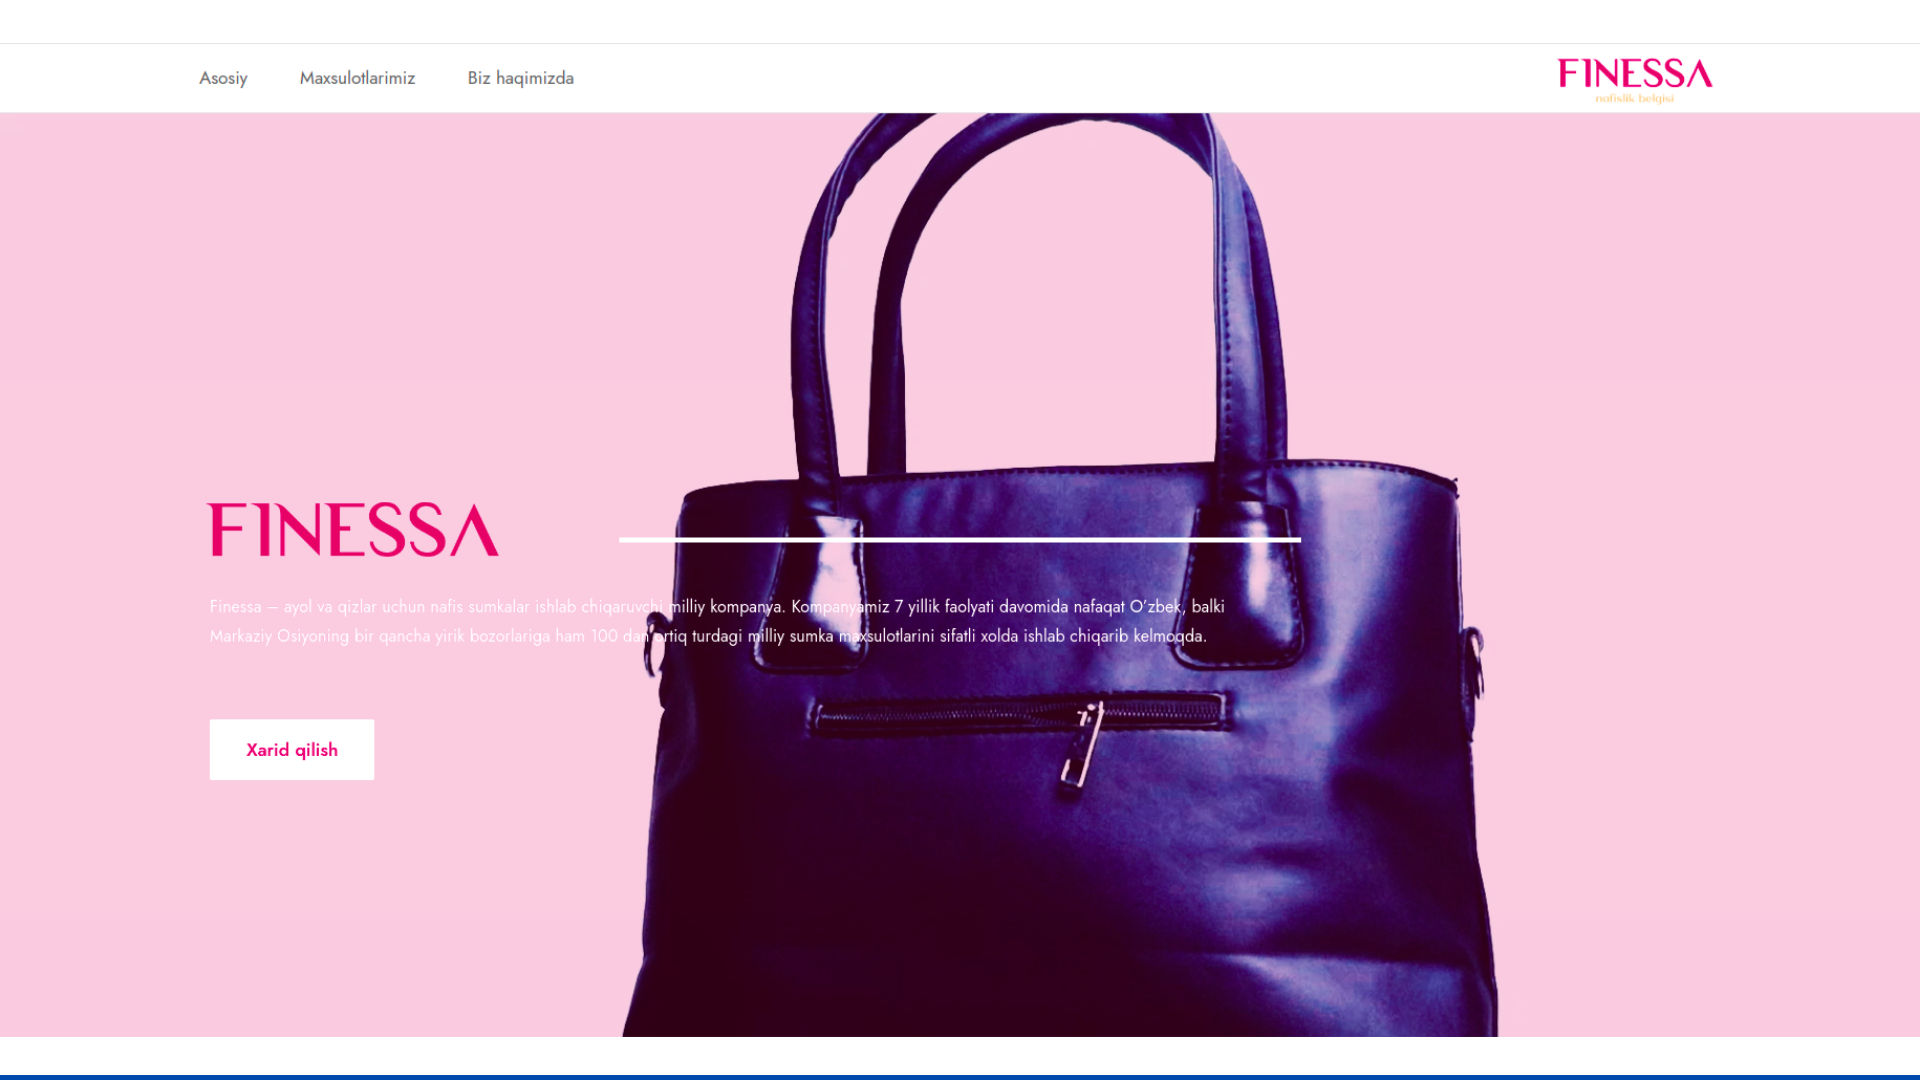 Asosiy
Maxsulotlarimiz
Biz haqimizda
FINESSA
nafislik belgisi
FINESSA
Finessa – ayol va qizlar uchun nafis sumkalar ishlab chiqaruvchi milliy kompanya. Kompanyamiz 7 yillik faolyati davomida nafaqat O’zbek, balki
Markaziy Osiyoning bir qancha yirik bozorlariga ham 100 dan ortiq turdagi milliy sumka maxsulotlarini sifatli xolda ishlab chiqarib kelmoqda.
Xarid qilish